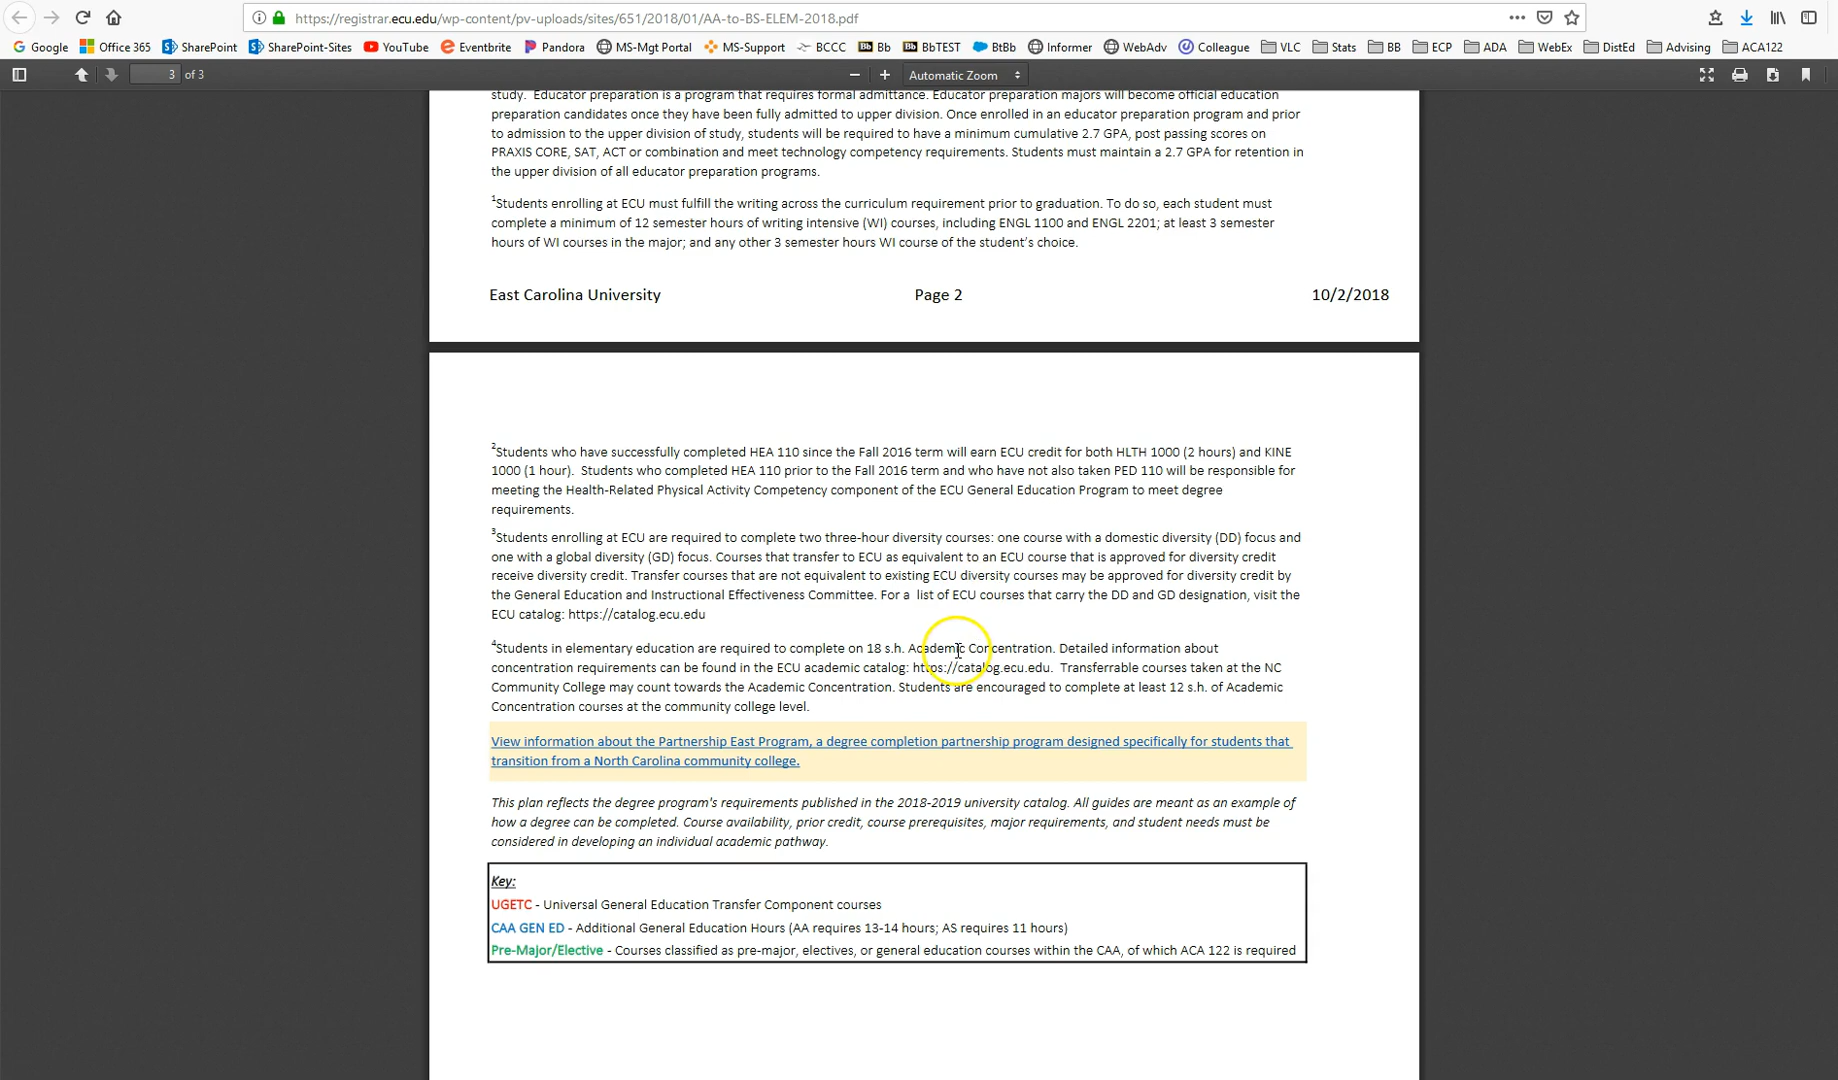 https://registrar.ecu.edu/wp-content/pv-uploads/sites/651/2018/01/AA-to-BS-ELEM-2018.pdf
Google Office 365 SharePoint SharePoint-Sites YouTube Eventbrite Pandora MS-Mgt Portal MS-Support BCCC Bb Bb BbTEST BtBb Informer WebAdv Colleague VLC Stats BB ECP ADA WebEx DistEd Advising ACA122
3 of 3 Automatic Zoom
study. Educator preparation is a program that requires formal admittance. Educator preparation majors will become official education
preparation candidates once they have been fully admitted to upper division. Once enrolled in an educator preparation program and prior
to admission to the upper division of study, students will be required to have a minimum cumulative 2.7 GPA, post passing scores on
PRAXIS CORE, SAT, ACT or combination and meet technology competency requirements. Students must maintain a 2.7 GPA for retention in
the upper division of all educator preparation programs.
1Students enrolling at ECU must fulfill the writing across the curriculum requirement prior to graduation. To do so, each student must
complete a minimum of 12 semester hours of writing intensive (WI) courses, including ENGL 1100 and ENGL 2201; at least 3 semester
hours of WI courses in the major; and any other 3 semester hours WI course of the student's choice.
East Carolina University Page 2 10/2/2018
2Students who have successfully completed HEA 110 since the Fall 2016 term will earn ECU credit for both HLTH 1000 (2 hours) and KINE
1000 (1 hour). Students who completed HEA 110 prior to the Fall 2016 term and who have not also taken PED 110 will be responsible for
meeting the Health-Related Physical Activity Competency component of the ECU General Education Program to meet degree
requirements.
3Students enrolling at ECU are required to complete two three-hour diversity courses: one course with a domestic diversity (DD) focus and
one with a global diversity (GD) focus. Courses that transfer to ECU as equivalent to an ECU course that is approved for diversity credit
receive diversity credit. Transfer courses that are not equivalent to existing ECU diversity courses may be approved for diversity credit by
the General Education and Instructional Effectiveness Committee. For a list of ECU courses that carry the DD and GD designation, visit the
ECU catalog: https://catalog.ecu.edu
4Students in elementary education are required to complete on 18 s.h. Academic Concentration. Detailed information about
concentration requirements can be found in the ECU academic catalog: https://catalog.ecu.edu. Transferrable courses taken at the NC
Community College may count towards the Academic Concentration. Students are encouraged to complete at least 12 s.h. of Academic
Concentration courses at the community college level.
View information about the Partnership East Program, a degree completion partnership program designed specifically for students that
transition from a North Carolina community college.
This plan reflects the degree program's requirements published in the 2018-2019 university catalog. All guides are meant as an example of
how a degree can be completed. Course availability, prior credit, course prerequisites, major requirements, and student needs must be
considered in developing an individual academic pathway.
Key:
UGETC - Universal General Education Transfer Component courses
CAA GEN ED - Additional General Education Hours (AA requires 13-14 hours; AS requires 11 hours)
Pre-Major/Elective - Courses classified as pre-major, electives, or general education courses within the CAA, of which ACA 122 is required